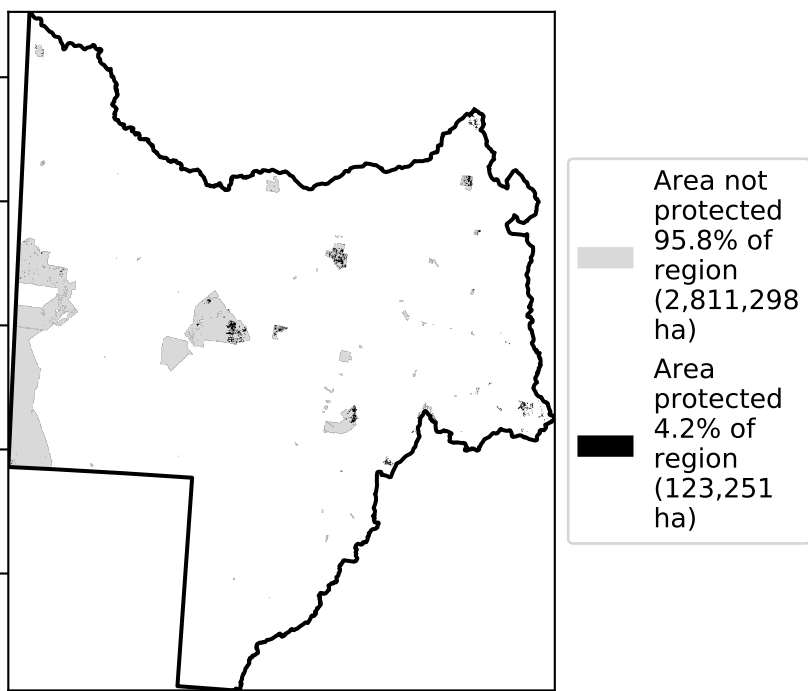 Area not
protected
95.8% of
region
(2,811,298
ha)
Area
protected
4.2% of
region
(123,251
ha)